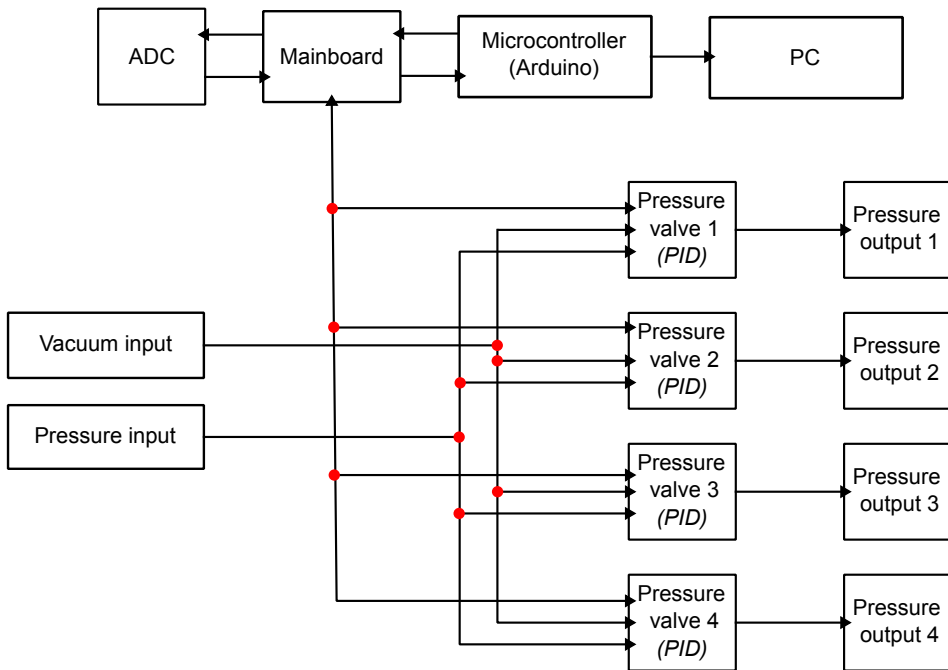 ADC
Mainboard
Microcontroller
(Arduino)
PC
Pressure
valve 1
(PID)
Pressure
output 1
Vacuum input
Pressure
valve 2
(PID)
Pressure
output 2
Pressure input
Pressure
valve 3
(PID)
Pressure
output 3
Pressure
valve 4
(PID)
Pressure
output 4